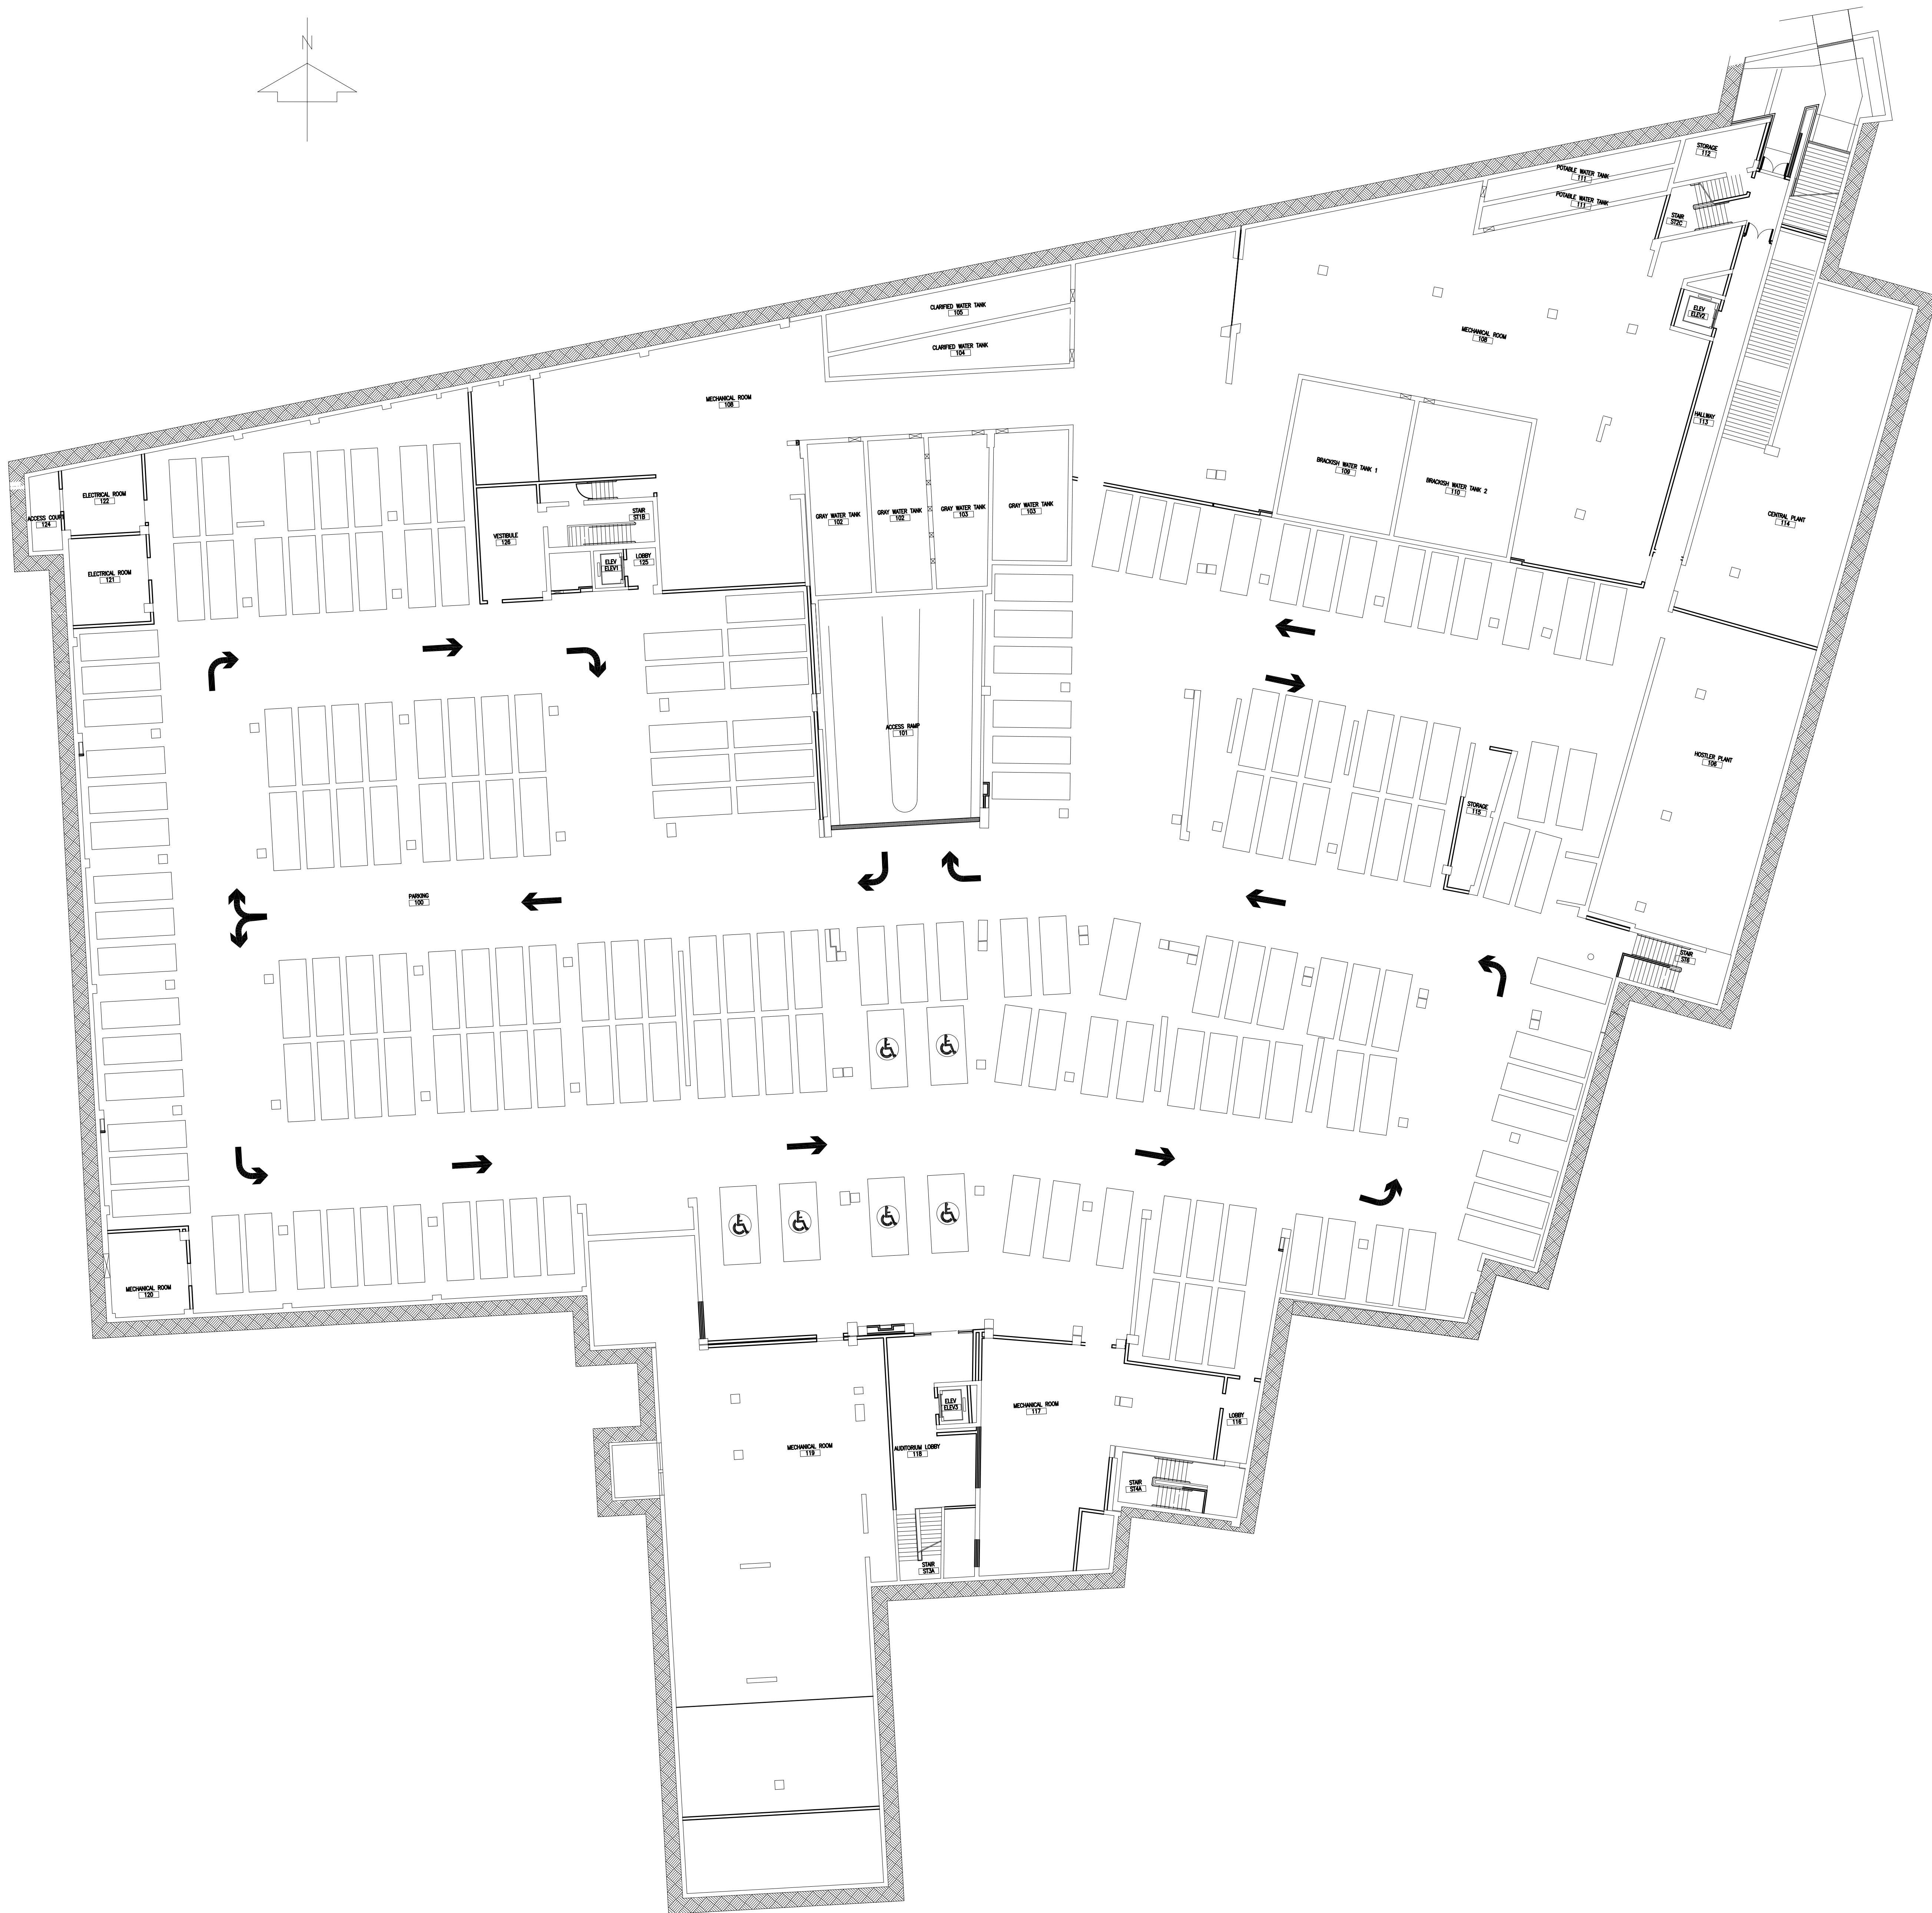 N
STORAGE
112
POTABLE WATER TANK
111
POTABLE WATER TANK
111
STAIR
ST2C
CLARIFIED WATER TANK
105
ELEV
ELEV2
MECHANICAL ROOM
108
CLARIFIED WATER TANK
104
MECHANICAL ROOM
108
HALLWAY
113
BRACKISH WATER TANK 1
109
BRACKISH WATER TANK 2
110
ELECTRICAL ROOM
122
ACCESS COURT
124
GRAY WATER TANK
102
GRAY WATER TANK
102
GRAY WATER TANK
103
GRAY WATER TANK
103
STAIR
ST1B
CENTRAL PLANT
114
VESTIBULE
126
LOBBY
125
ELEV
ELEV1
ELECTRICAL ROOM
121
ACCESS RAMP
101
HOSTLER PLANT
106
STORAGE
115
PARKING
100
STAIR
ST6
MECHANICAL ROOM
120
ELEV
ELEV3
MECHANICAL ROOM
117
LOBBY
116
MECHANICAL ROOM
119
AUDITORIUM LOBBY
118
STAIR
ST4A
STAIR
ST3A